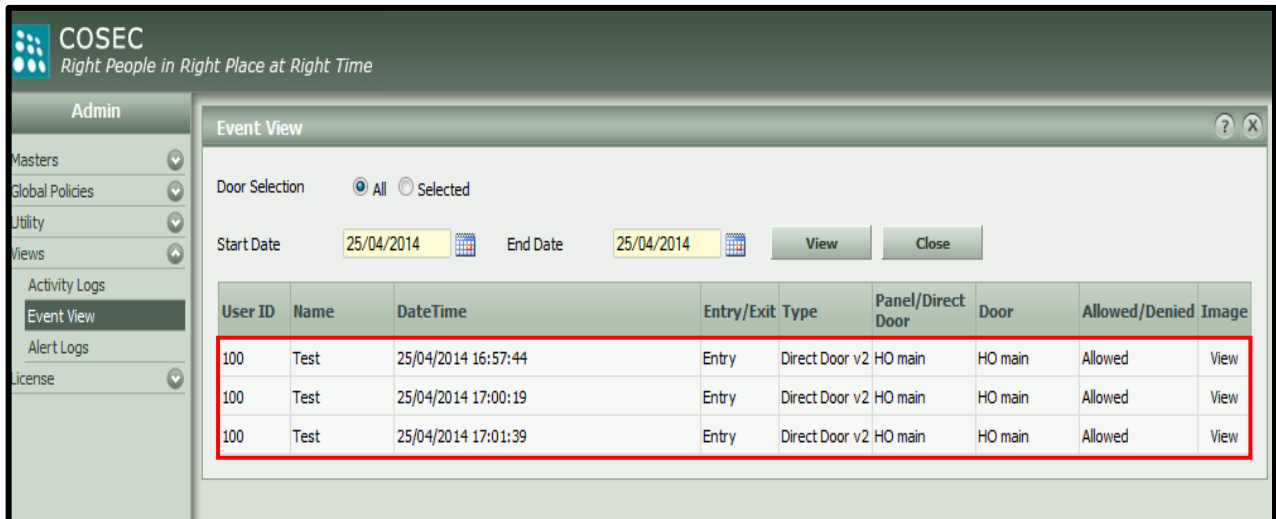 COSEC
Right People in Right Place at Right Time
Admin
Masters
Global Policies
Utility
Views
Activity Logs
Event View
Alert Logs
License
Event View
? X
Door Selection All Selected
Start Date 25/04/2014 End Date 25/04/2014 View Close
User ID Name DateTime Entry/Exit Type Panel/Direct Door Door Allowed/Denied Image
100 Test 25/04/2014 16:57:44 Entry Direct Door v2 HO main HO main Allowed View
100 Test 25/04/2014 17:00:19 Entry Direct Door v2 HO main HO main Allowed View
100 Test 25/04/2014 17:01:39 Entry Direct Door v2 HO main HO main Allowed View